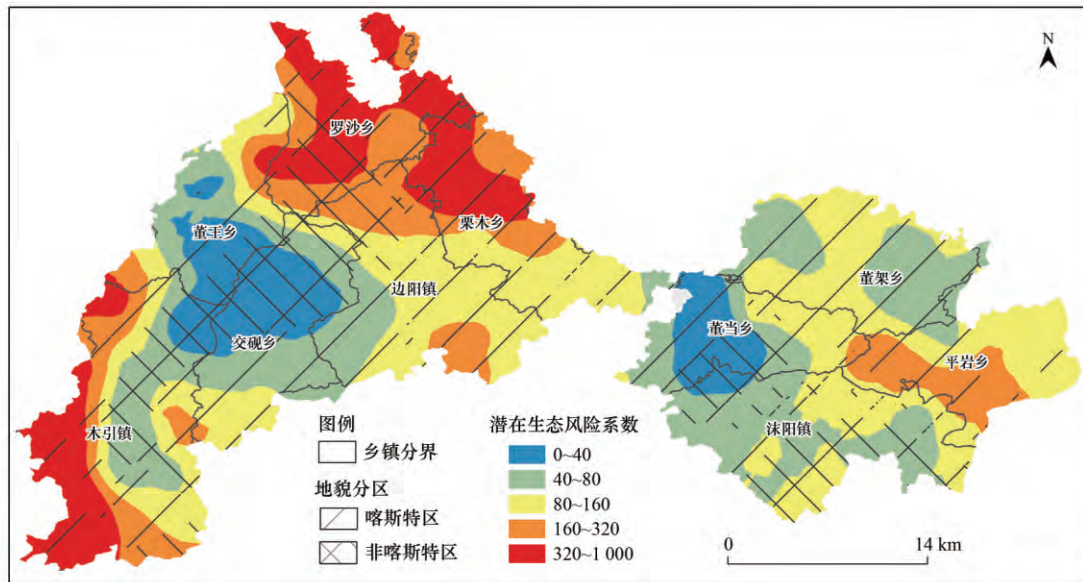 N
罗沙乡
栗木乡
董王乡
边阳镇
交砚乡
木引镇
董架乡
董当乡
平岩乡
沫阳镇
图例
乡镇分界
地貌分区
喀斯特区
非喀斯特区
潜在生态风险系数
0~40
40~80
80~160
160~320
320~1 000
0 14 km